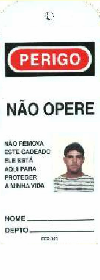 PERIGO
NÃO OPERE
NÃO REMOVA
ESTE CADEADO
ELE ESTÁ
AQUI PARA
PROTEGER
A MINHA VIDA
NOME
DEPTO.